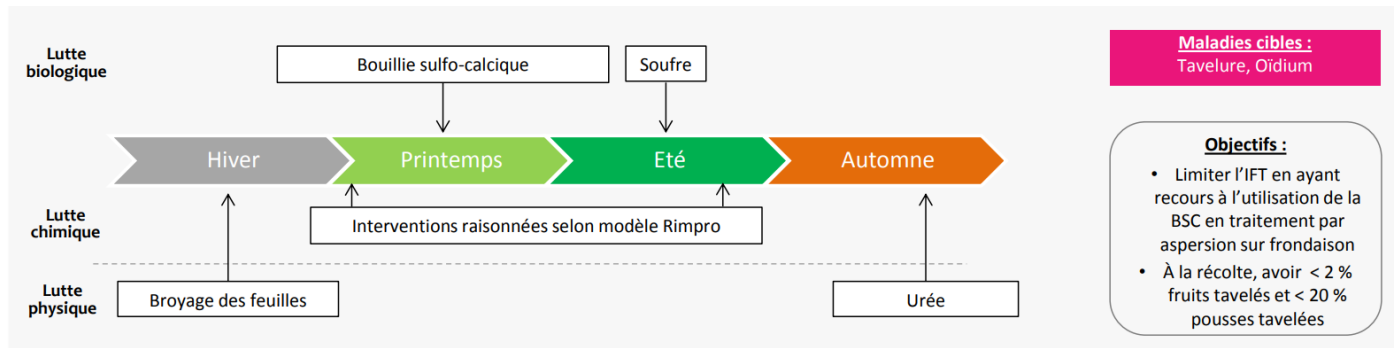 Lutte
biologique
Bouillie sulfo-calcique
Soufre
Hiver
Printemps
Eté
Automne
Lutte
chimique
Interventions raisonnées selon modèle Rimpro
Lutte
physique
Broyage des feuilles
Urée
Maladies cibles :
Tavelure, Oïdium
Objectifs :
• Limiter l’IFT en ayant
recours à l’utilisation de la
BSC en traitement par
aspersion sur frondaison
• À la récolte, avoir < 2 %
fruits tavelés et < 20 %
pousses tavelées